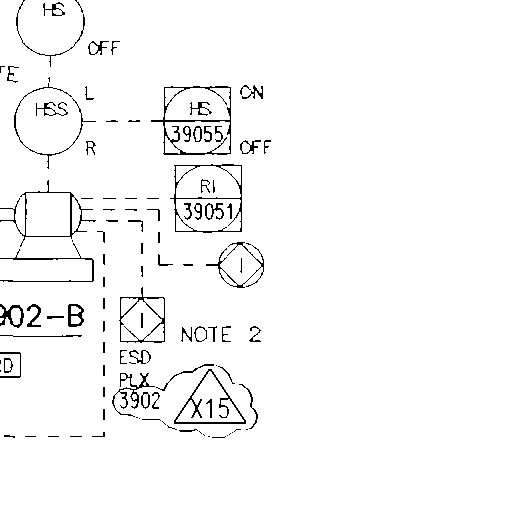 HS
OFF
TE
L
HSS
R
HS
39055
ON
OFF
RI
39051
I
902-B
I
NOTE 2
ESD
PLX
3902
X15